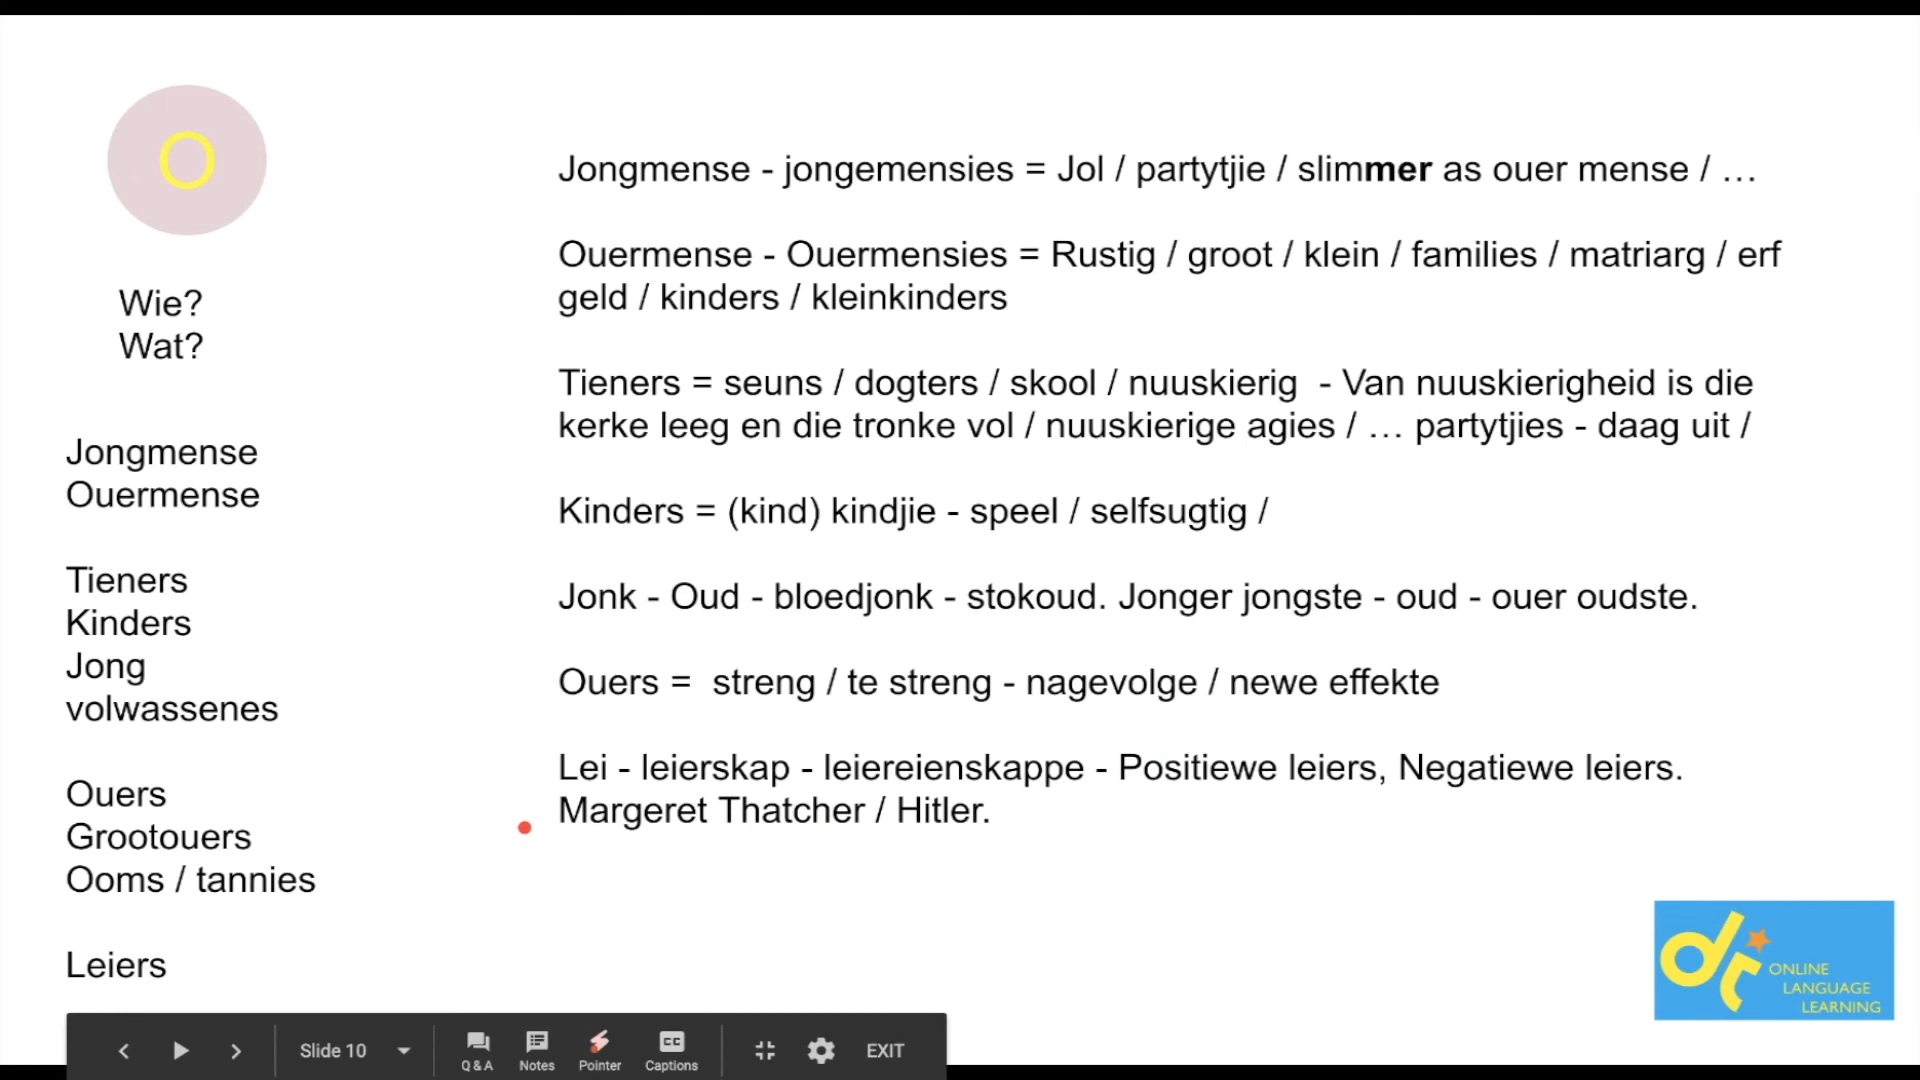 O
Wie?
Wat?
Jongmense
Ouermense
Tieners
Kinders
Jong
volwassenes
Ouers
Grootouers
Ooms / tannies
Leiers
Jongmense - jongemensies = Jol / partytjie / slimmer as ouer mense / …
Ouermense - Ouermensies = Rustig / groot / klein / families / matriarg / erf
geld / kinders / kleinkinders
Tieners = seuns / dogters / skool / nuuskierig - Van nuuskierigheid is die
kerke leeg en die tronke vol / nuuskierige agies / … partytjies - daag uit /
Kinders = (kind) kindjie - speel / selfsugtig /
Jonk - Oud - bloedjonk - stokoud. Jonger jongste - oud - ouer oudste.
Ouers = streng / te streng - nagevolge / newe effekte
Lei - leierskap - leiereienskappe - Positiewe leiers, Negatiewe leiers.
Margeret Thatcher / Hitler.
dt
ONLINE
LANGUAGE
LEARNING
Slide 10
Q & A
Notes
Pointer
CC
Captions
EXIT